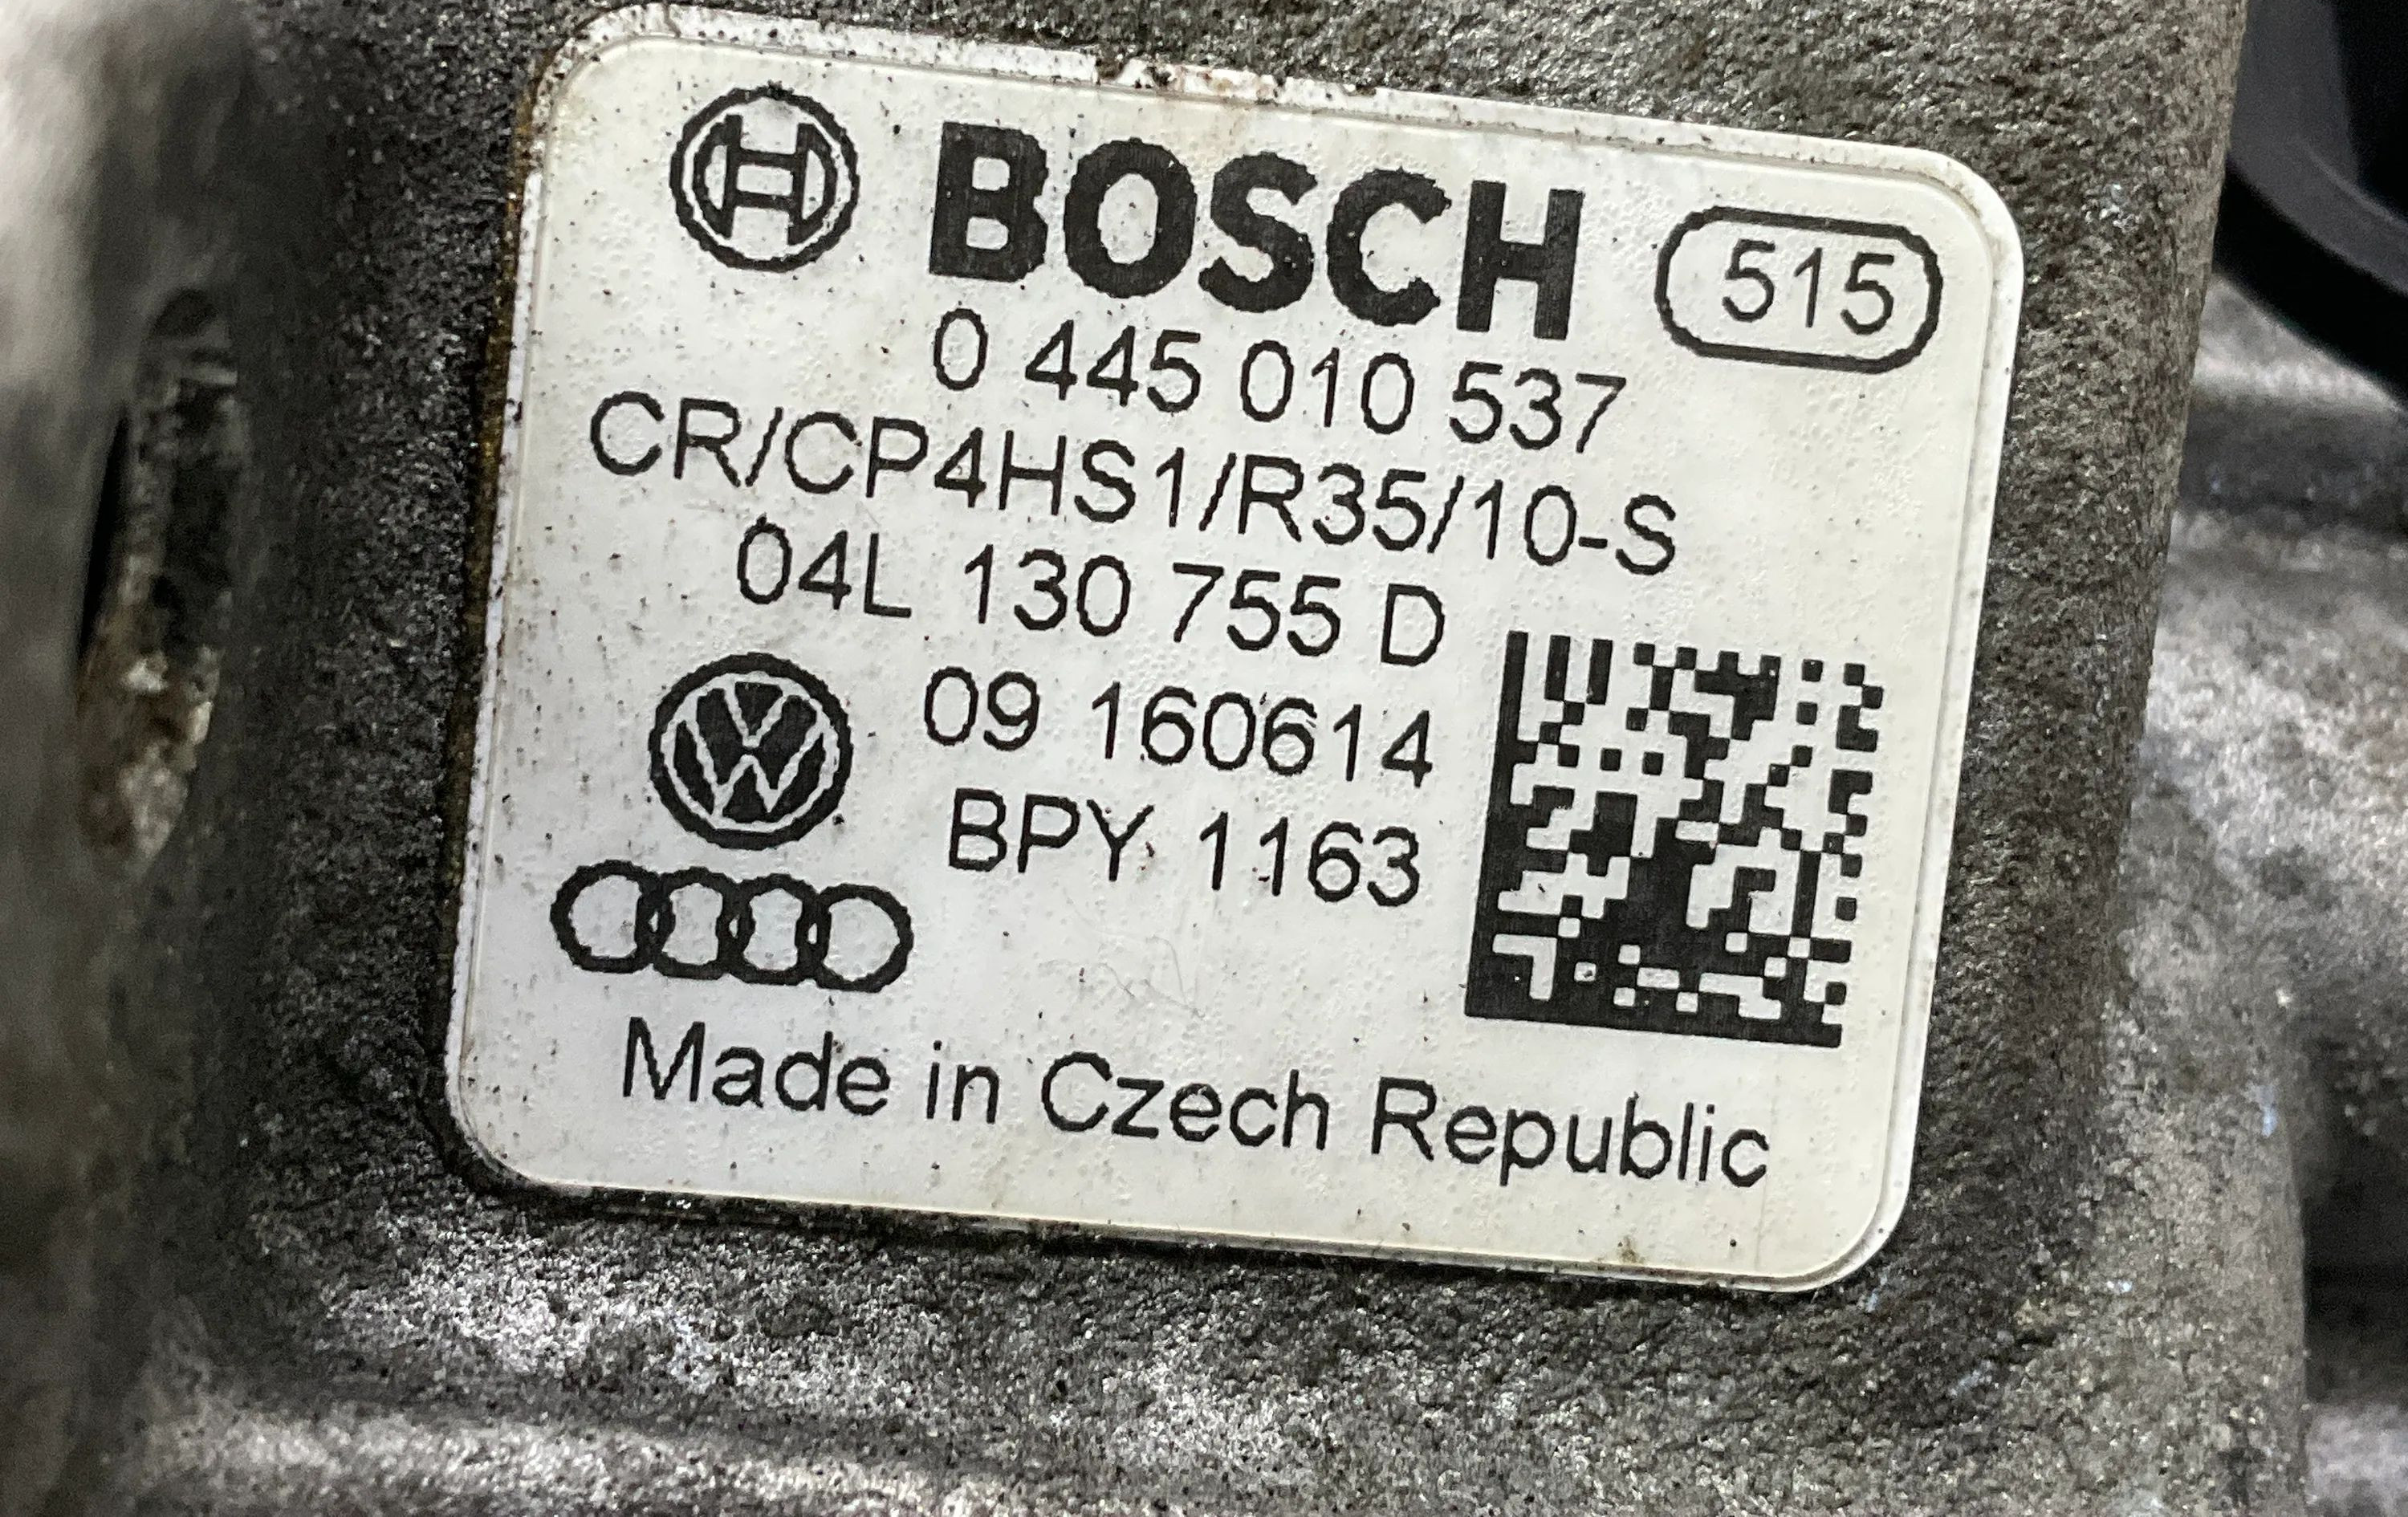 BOSCH 515
0 445 010 537
CR/CP4HS1/R35/10-S
04L 130 755 D
09 160614
BPY 1163
Made in Czech Republic